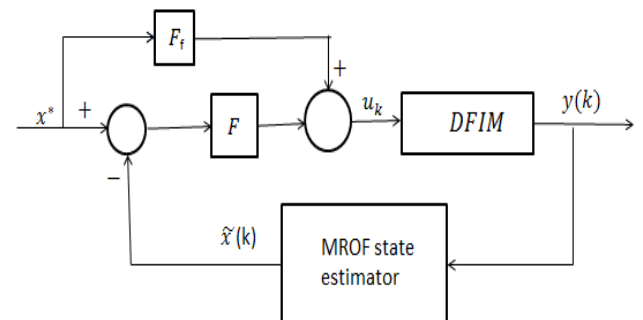 F_f
+
x* +
F
u_k
DFIM
y(k)
−
x̃(k)
MROF state
estimator